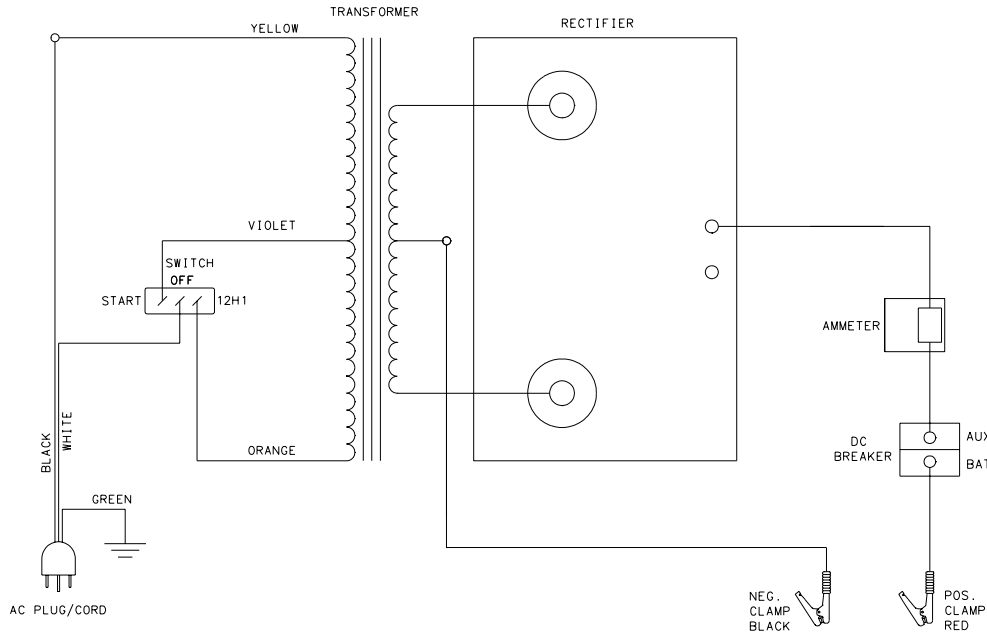 TRANSFORMER
RECTIFIER
YELLOW
VIOLET
SWITCH
OFF
START
12H1
AMMETER
ORANGE
BLACK
WHITE
DC
BREAKER
AUX
BAT
GREEN
AC PLUG/CORD
NEG.
CLAMP
BLACK
POS.
CLAMP
RED